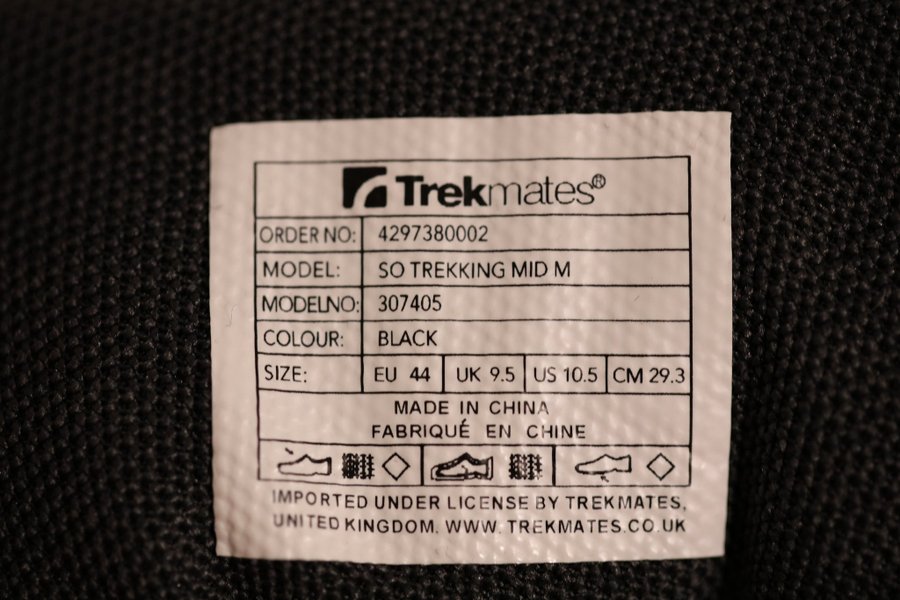 Trekmates®
ORDER NO: 4297380002
MODEL: SO TREKKING MID M
MODELNO: 307405
COLOUR: BLACK
SIZE: EU 44 UK 9.5 US 10.5 CM 29.3
MADE IN CHINA
FABRIQUÉ EN CHINE
IMPORTED UNDER LICENSE BY TREKMATES,
UNITED KINGDOM. WWW.TREKMATES.CO.UK